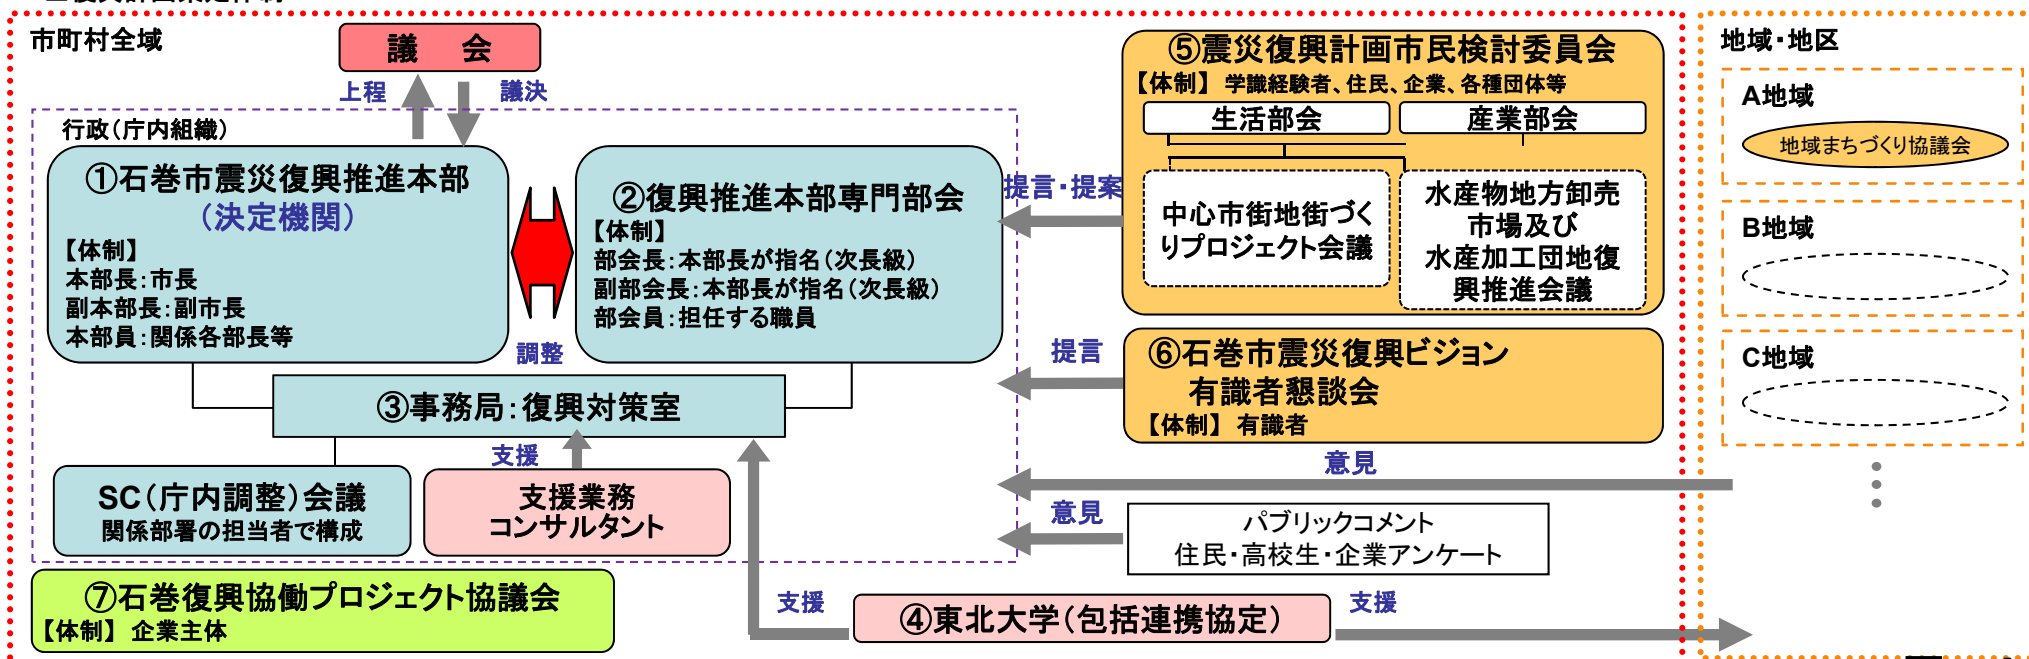 市町村全域
議　会
上程
議決
行政（庁内組織）
①石巻市震災復興推進本部
（決定機関）
【体制】
本部長：市長
副本部長：副市長
本部員：関係各部長等
②復興推進本部専門部会
【体制】
部会長：本部長が指名（次長級）
副部会長：本部長が指名（次長級）
部会員：担任する職員
調整
③事務局：復興対策室
支援
SC（庁内調整）会議
関係部署の担当者で構成
支援業務
コンサルタント
⑦石巻復興協働プロジェクト協議会
【体制】企業主体
支援
④東北大学（包括連携協定）
支援
提言・提案
⑤震災復興計画市民検討委員会
【体制】学識経験者、住民、企業、各種団体等
生活部会
産業部会
中心市街地街づく
りプロジェクト会議
水産物地方卸売
市場及び
水産加工団地復
興推進会議
提言
⑥石巻市震災復興ビジョン
有識者懇談会
【体制】有識者
意見
意見
パブリックコメント
住民・高校生・企業アンケート
地域・地区
A地域
地域まちづくり協議会
B地域
C地域